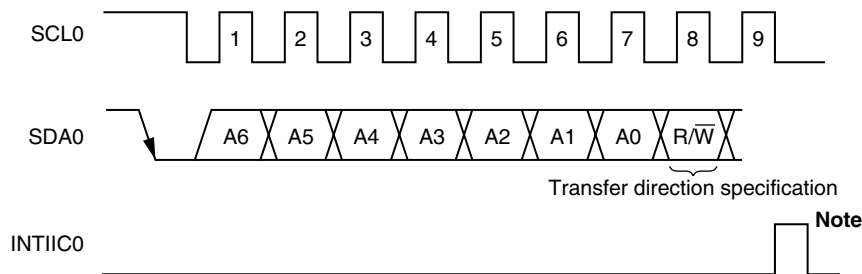 SCL0 1 2 3 4 5 6 7 8 9
SDA0 A6 A5 A4 A3 A2 A1 A0 R/W̅
Transfer direction specification
Note
INTIIC0